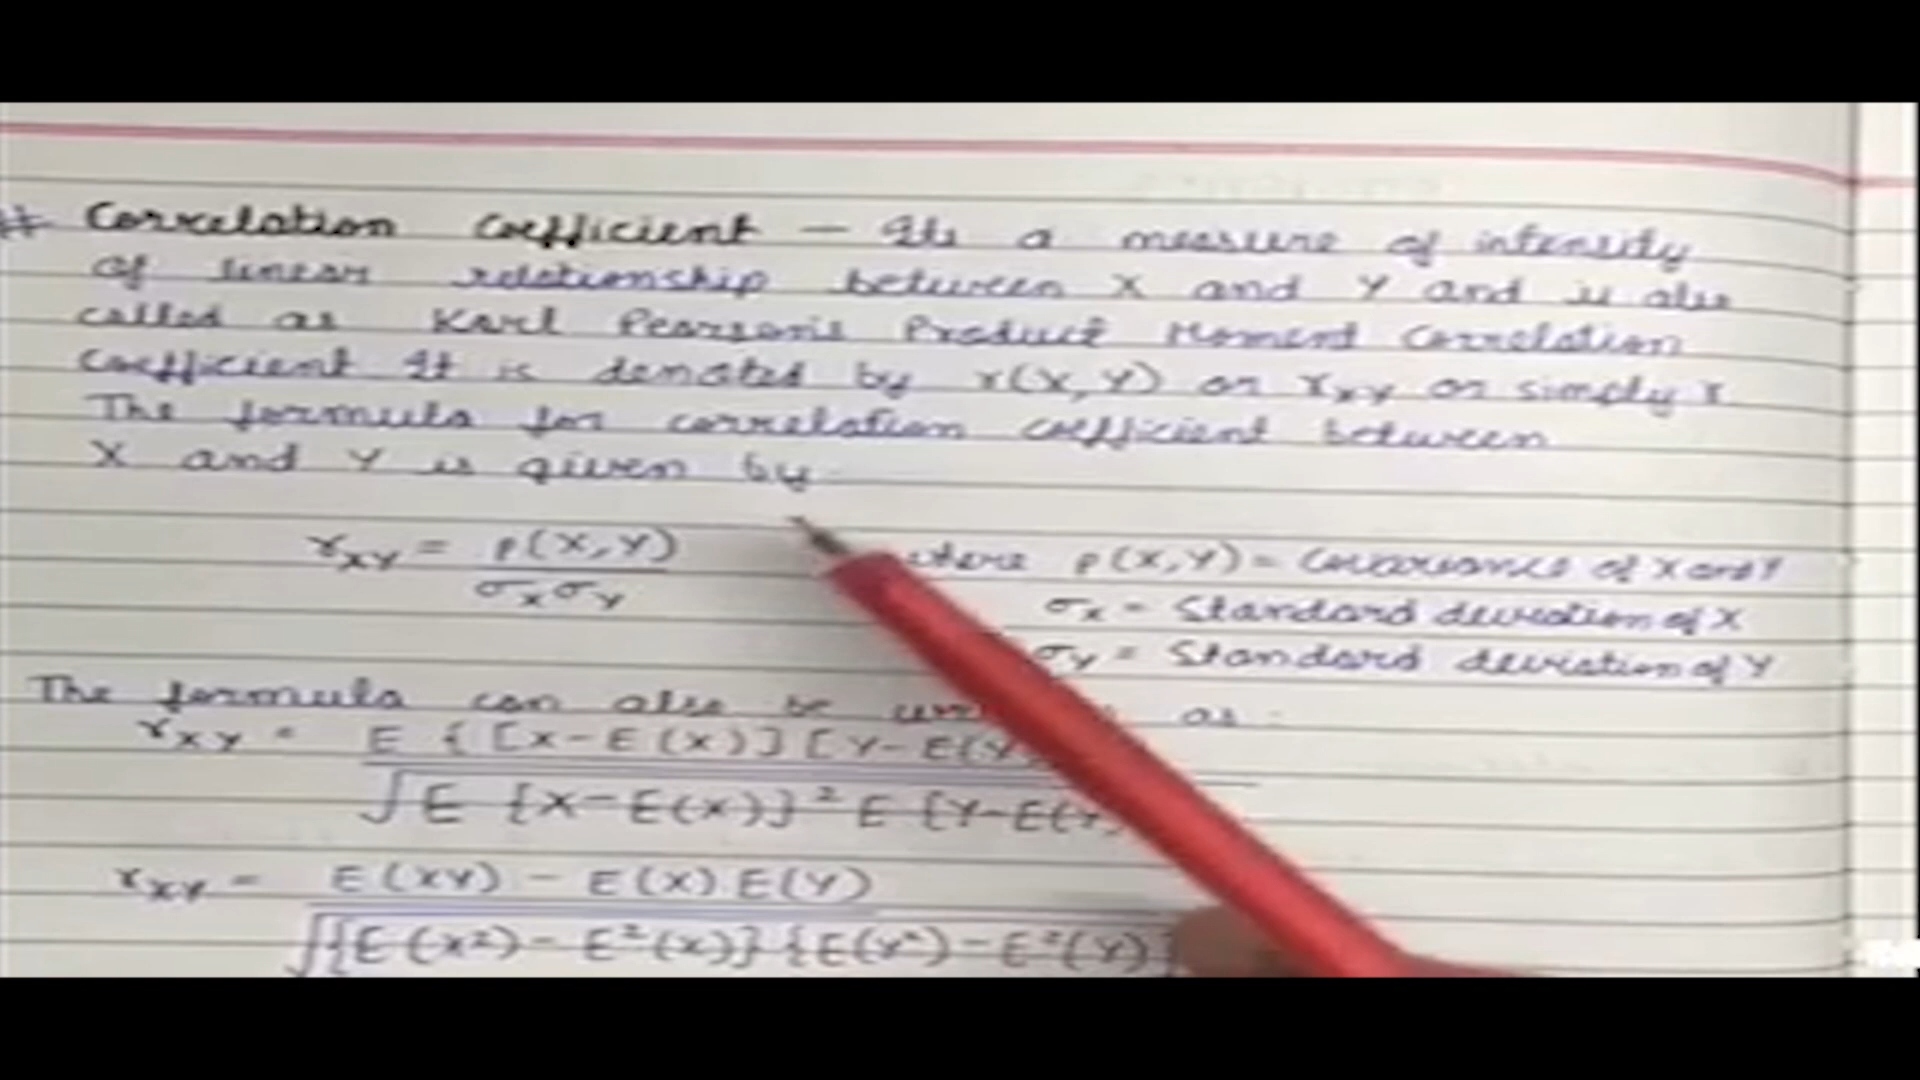 # Correlation Coefficient — Its a measure of intensity
of linear relationship between X and Y and is also
called as Karl Pearson's Product Moment Correlation
Coefficient It is denoted by r(X,Y) or rXY or simply r
The formula for correlation coefficient between
X and Y is given by
rXY = p(X,Y) / σX σY where p(X,Y) = Covariance of X and Y
σX = Standard deviation of X
σY = Standard deviation of Y
The formula can also be as
rXY = E {[X-E(X)] [Y-E(Y
√E {X-E(X)}² E {Y-E(Y
rXY = E(XY) - E(X) E(Y)
√{E(X²) - E²(X)} {E(Y²) - E²(Y)}